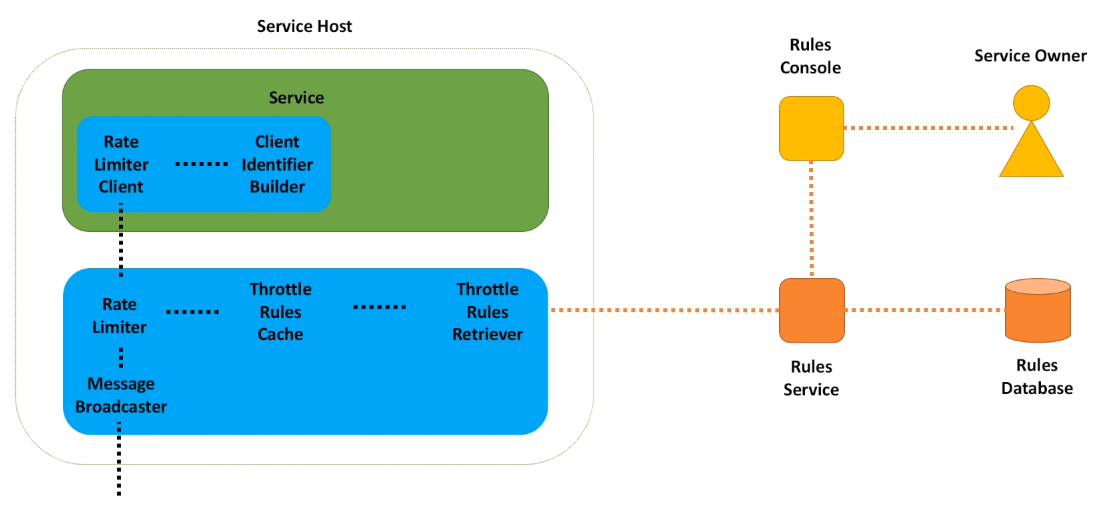 Service Host
Service
Rate
Limiter
Client
Client
Identifier
Builder
Rate
Limiter
Throttle
Rules
Cache
Throttle
Rules
Retriever
Message
Broadcaster
Rules
Console
Service Owner
Rules
Service
Rules
Database